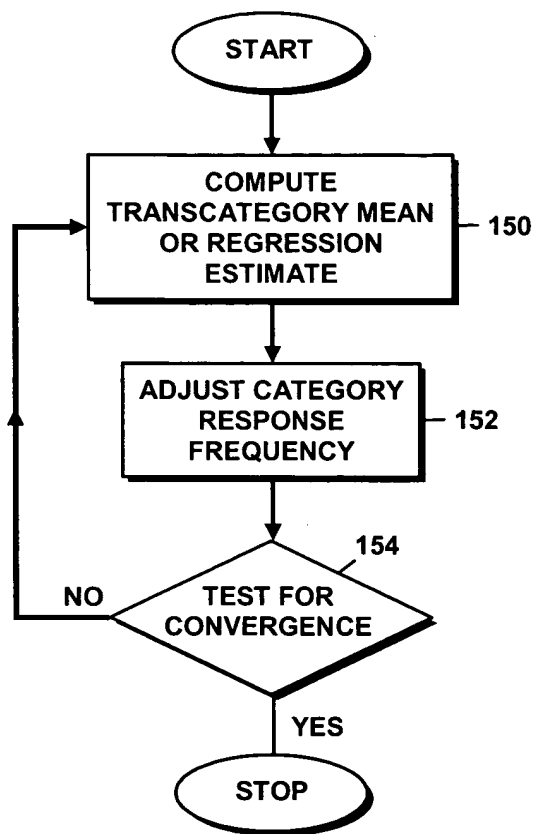 START
COMPUTE
TRANSCATEGORY MEAN
OR REGRESSION
ESTIMATE
150
ADJUST CATEGORY
RESPONSE
FREQUENCY
152
154
TEST FOR
CONVERGENCE
NO
YES
STOP